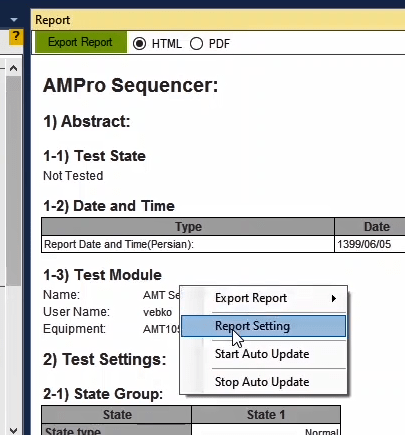 Report
?
Export Report HTML PDF
AMPro Sequencer:
1) Abstract:
1-1) Test State
Not Tested
1-2) Date and Time
Type Date
Report Date and Time(Persian): 1399/06/05
1-3) Test Module
Name: AMT Se
User Name: vebko
Equipment:
Export Report
Report Setting
Start Auto Update
Stop Auto Update
2) Test Settings:
2-1) State Group:
State State 1
State type Normal